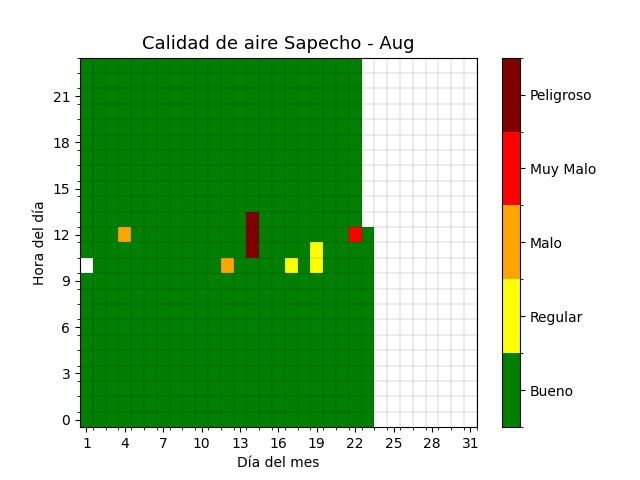 Calidad de aire Sapecho - Aug
Hora del día
21
18
15
12
9
6
3
0
1 4 7 10 13 16 19 22 25 28 31
Día del mes
Peligroso
Muy Malo
Malo
Regular
Bueno